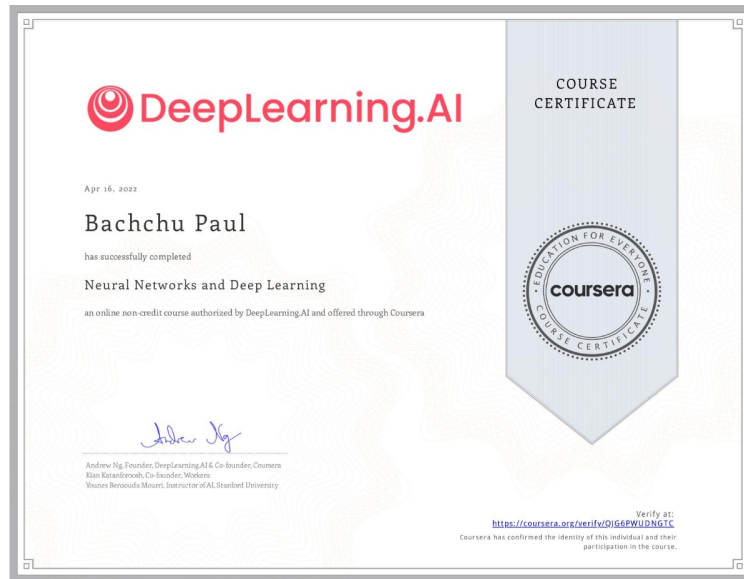 DeepLearning.AI
COURSE
CERTIFICATE
Apr 16, 2022
Bachchu Paul
has successfully completed
Neural Networks and Deep Learning
an online non-credit course authorized by DeepLearning.AI and offered through Coursera
EDUCATION FOR EVERYONE
coursera
COURSE CERTIFICATE
Andrew Ng
Andrew Ng, Founder, DeepLearning.AI & Co-founder, Coursera
Kian Katanforoosh, Co-founder, Workera
Younes Bensouda Mourri, Instructor of AI, Stanford University
Verify at:
https://coursera.org/verify/QJG6PWUDNGTC
Coursera has confirmed the identity of this individual and their
participation in the course.